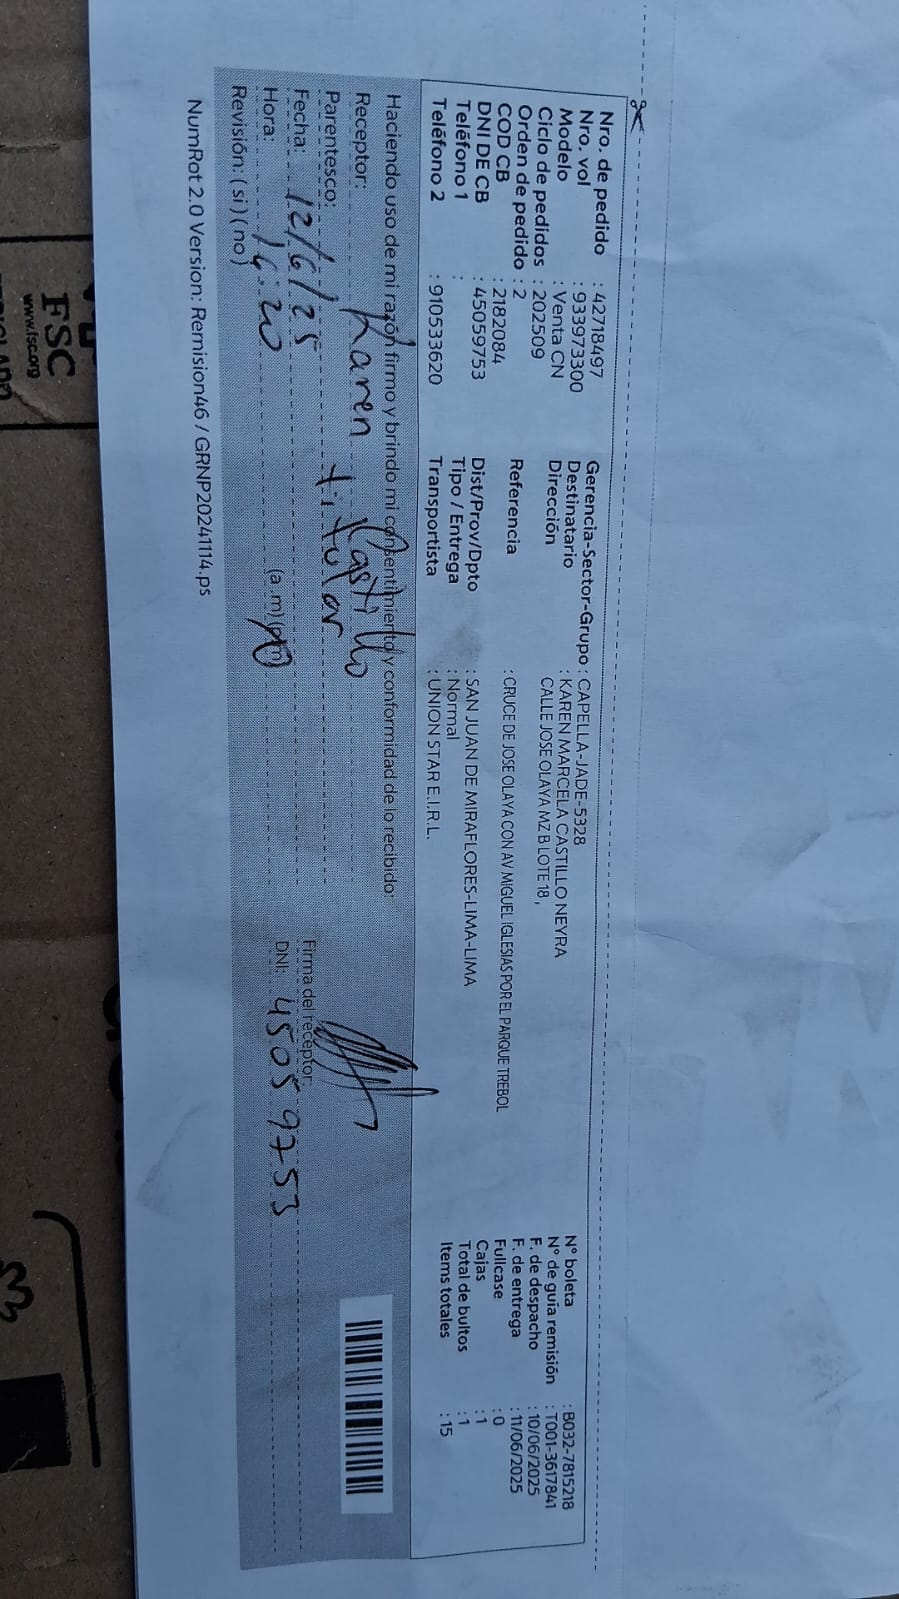 Nro. de pedido : 42718497
Nro. vol : 933973300
Modelo : Venta CN
Ciclo de pedidos : 202509
Orden de pedido : 2
COD CB : 2182084
DNI DE CB : 45059753
Teléfono 1 :
Teléfono 2 : 910533620
Gerencia-Sector-Grupo : CAPELLA-JADE-5328
Destinatario : KAREN MARCELA CASTILLO NEYRA
Dirección CALLE JOSE OLAYA MZ B LOTE 18 ,
Referencia : CRUCE DE JOSE OLAYA CON AV MIGUEL IGLESIAS POR EL PARQUE TREBOL
Dist/Prov/Dpto : SAN JUAN DE MIRAFLORES-LIMA-LIMA
Tipo / Entrega : Normal
Transportista : UNION STAR E.I.R.L.
N° boleta : B032-7815218
N° de guía remisión : T001-3617841
F. de despacho : 10/06/2025
F. de entrega : 11/06/2025
Fullcase : 0
Cajas : 1
Total de bultos : 1
Items totales : 15
Haciendo uso de mi razón firmo y brindo mi consentimiento y conformidad de lo recibido:
Receptor: Karen Castillo
Parentesco: titular
Fecha: 12/6/25
Hora: 14:20 (a.m) (pm)
Revisión: ( si ) ( no )
Firma del receptor:
DNI: 45059753
NumRot 2.0 Version: Remision46 / GRNP20241114.ps
FSC
www.fsc.org